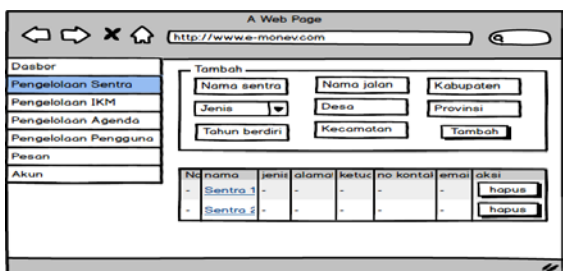 A Web Page
http://www.e-monev.com
Dasbor
Pengelolaan Sentra
Pengelolaan IKM
Pengelolaan Agenda
Pengelolaan Pengguna
Pesan
Akun
Tambah
Nama sentra Nama jalan Kabupaten
Jenis Desa Provinsi
Tahun berdiri Kecamatan Tambah
No nama jenis alamat ketua no kontak email aksi
- Sentra 1 - - - - - hapus
- Sentra 2 - - - - - hapus